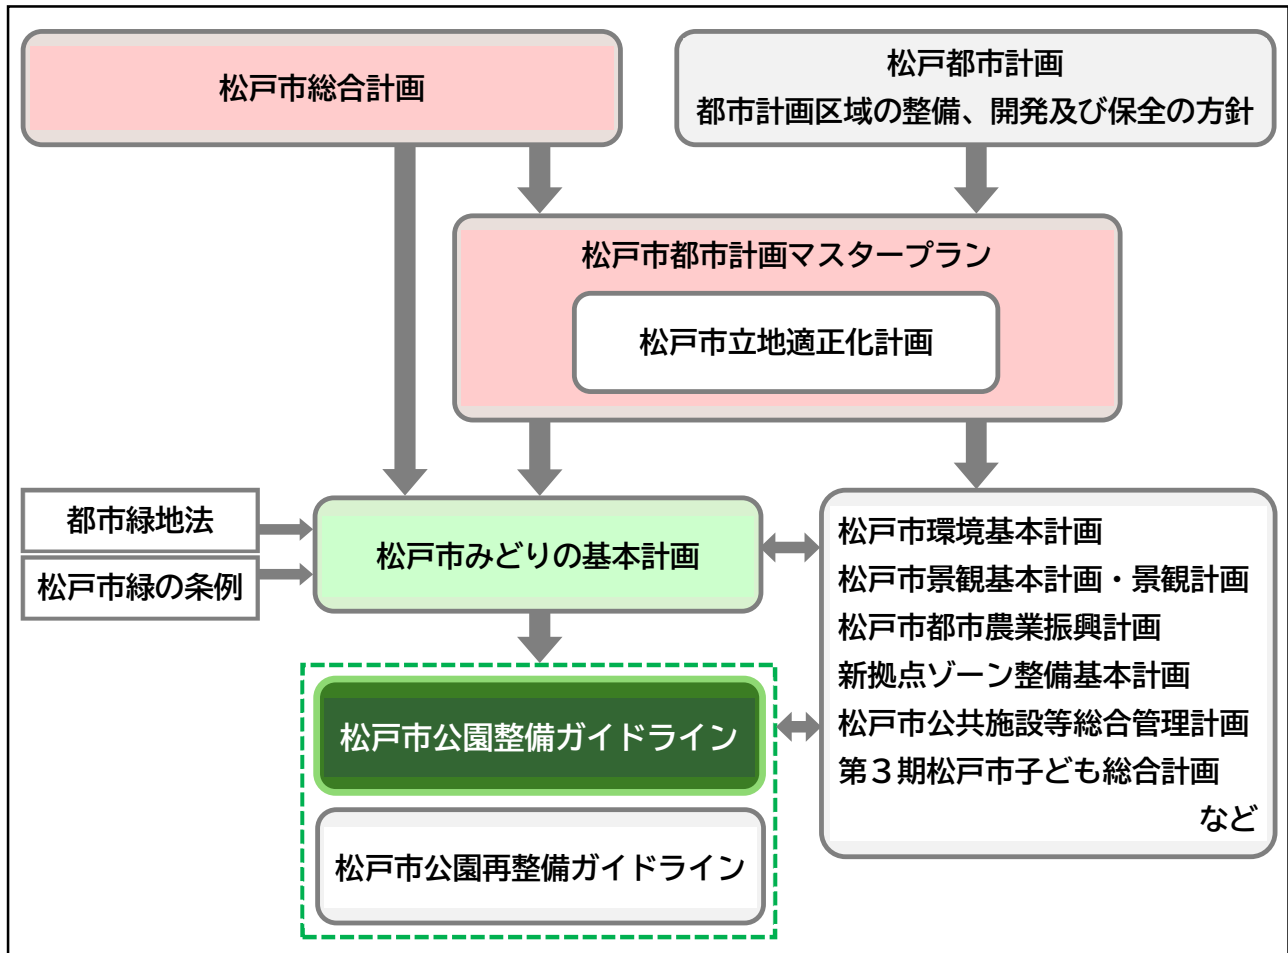 松戸市総合計画
松戸都市計画
都市計画区域の整備、開発及び保全の方針
松戸市都市計画マスタープラン
松戸市立地適正化計画
都市緑地法
松戸市緑の条例
松戸市みどりの基本計画
松戸市環境基本計画
松戸市景観基本計画・景観計画
松戸市都市農業振興計画
新拠点ゾーン整備基本計画
松戸市公共施設等総合管理計画
第３期松戸市子ども総合計画
など
松戸市公園整備ガイドライン
松戸市公園再整備ガイドライン